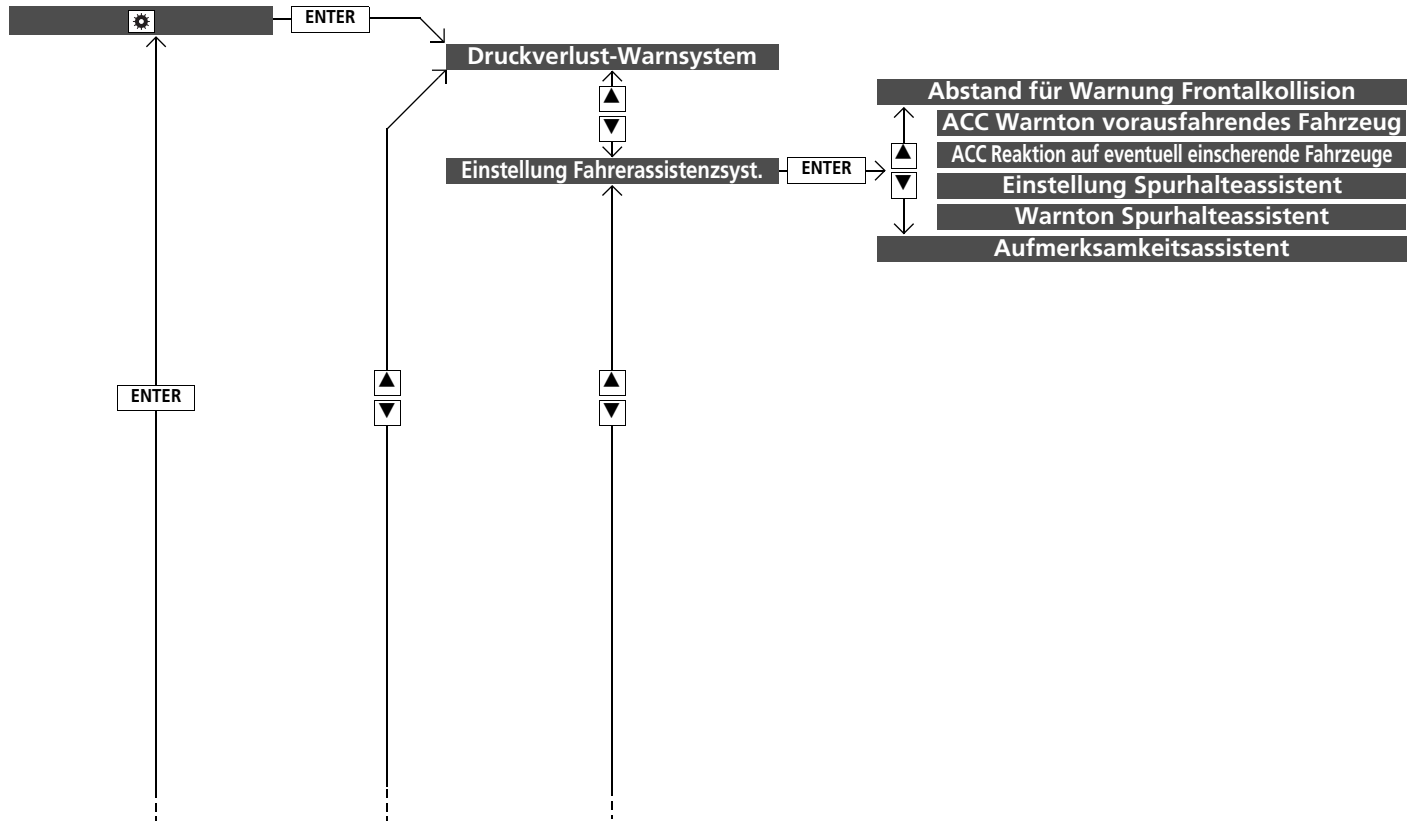 ENTER
Druckverlust-Warnsystem
Einstellung Fahrerassistenzsyst.
ENTER
Abstand für Warnung Frontalkollision
ACC Warnton vorausfahrendes Fahrzeug
ACC Reaktion auf eventuell einscherende Fahrzeuge
Einstellung Spurhalteassistent
Warnton Spurhalteassistent
Aufmerksamkeitsassistent
ENTER